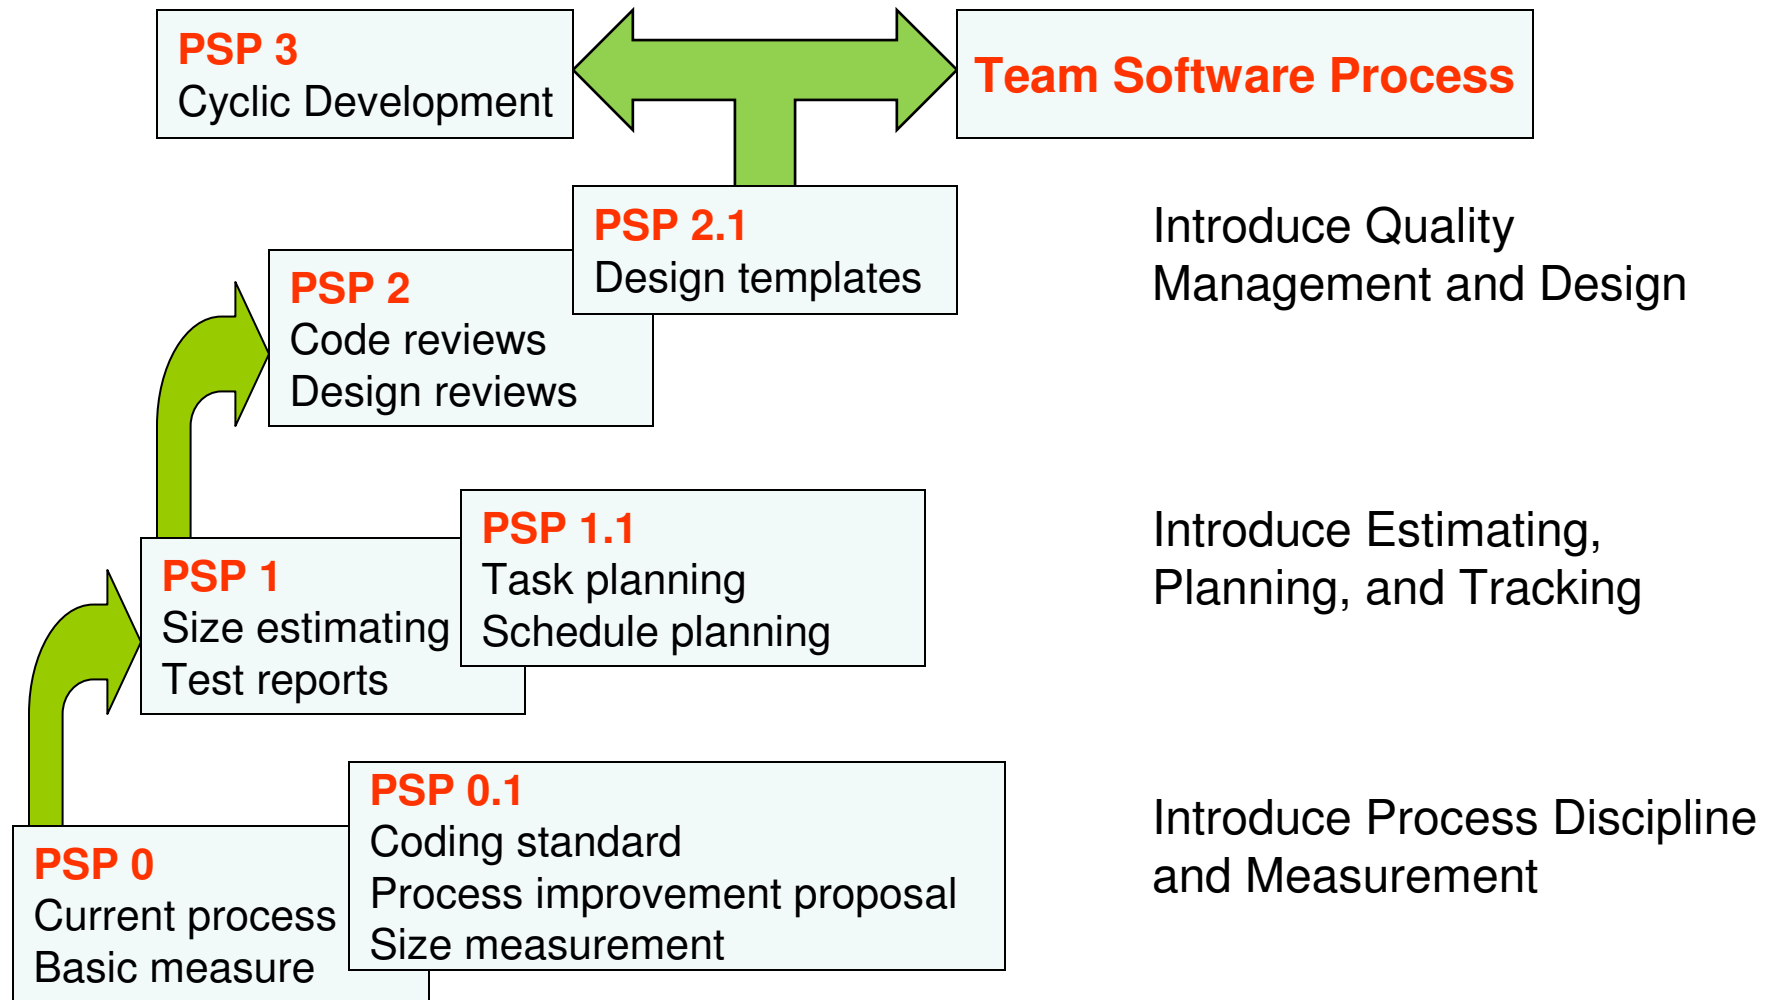 PSP 3
Cyclic Development
Team Software Process
PSP 2.1
Design templates
Introduce Quality
Management and Design
PSP 2
Code reviews
Design reviews
PSP 1.1
Task planning
Schedule planning
Introduce Estimating,
Planning, and Tracking
PSP 1
Size estimating
Test reports
PSP 0.1
Coding standard
Process improvement proposal
Size measurement
Introduce Process Discipline
and Measurement
PSP 0
Current process
Basic measure